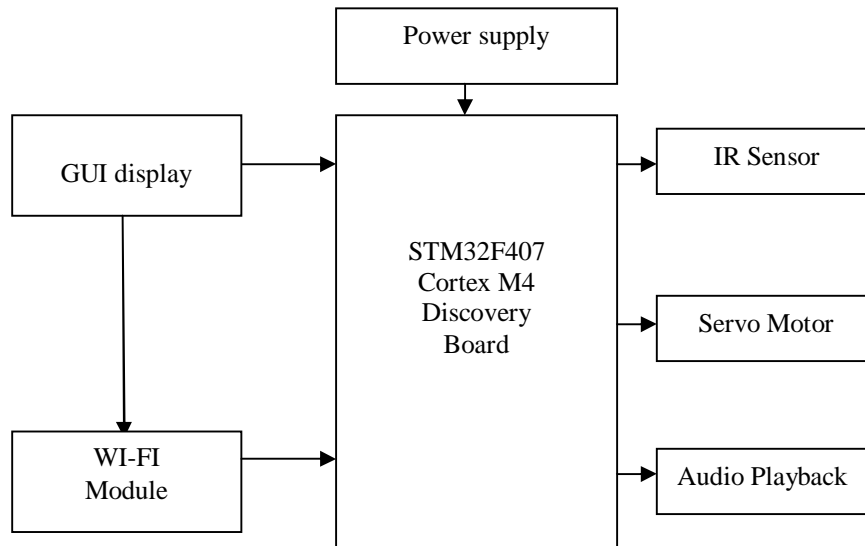 Power supply
GUI display
IR Sensor
STM32F407
Cortex M4
Discovery
Board
Servo Motor
WI-FI
Module
Audio Playback